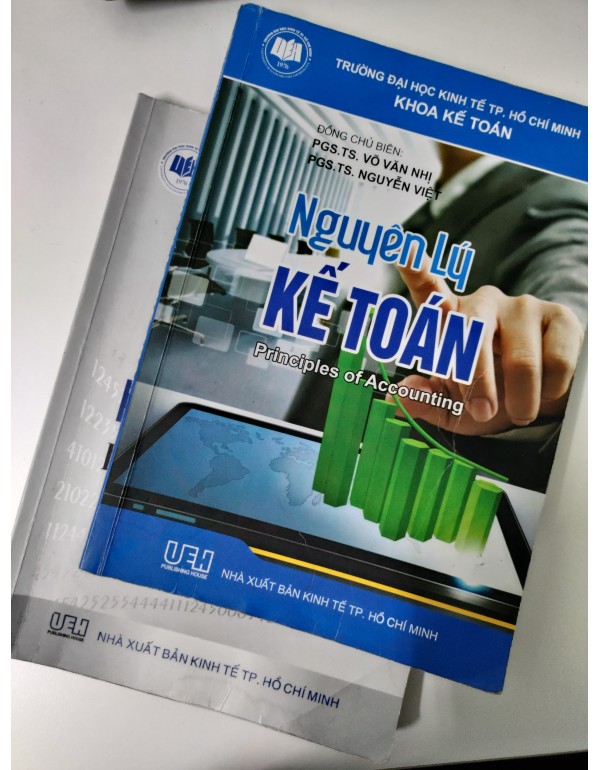 TRƯỜNG ĐẠI HỌC KINH TẾ TP. HỒ CHÍ MINH
KHOA KẾ TOÁN
ĐỒNG CHỦ BIÊN:
PGS.TS. VÕ VĂN NHỊ
PGS.TS. NGUYỄN VIỆT
Nguyên Lý
KẾ TOÁN
Principles of Accounting
UEH
PUBLISHING HOUSE
NHÀ XUẤT BẢN KINH TẾ TP. HỒ CHÍ MINH
1976
UEH
PUBLISHING HOUSE
NHÀ XUẤT BẢN KINH TẾ TP. HỒ CHÍ MINH